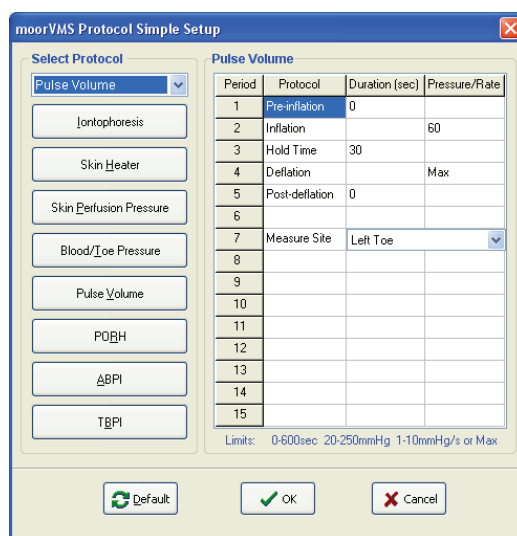 moorVMS Protocol Simple Setup
Select Protocol
Pulse Volume
Iontophoresis
Skin Heater
Skin Perfusion Pressure
Blood/Toe Pressure
Pulse Volume
PORH
ABPI
TBPI
Pulse Volume
Period Protocol Duration (sec) Pressure/Rate
1 Pre-inflation 0
2 Inflation 60
3 Hold Time 30
4 Deflation Max
5 Post-deflation 0
6
7 Measure Site Left Toe
8
9
10
11
12
13
14
15
Limits: 0-600sec 20-250mmHg 1-10mmHg/s or Max
Default
OK
Cancel